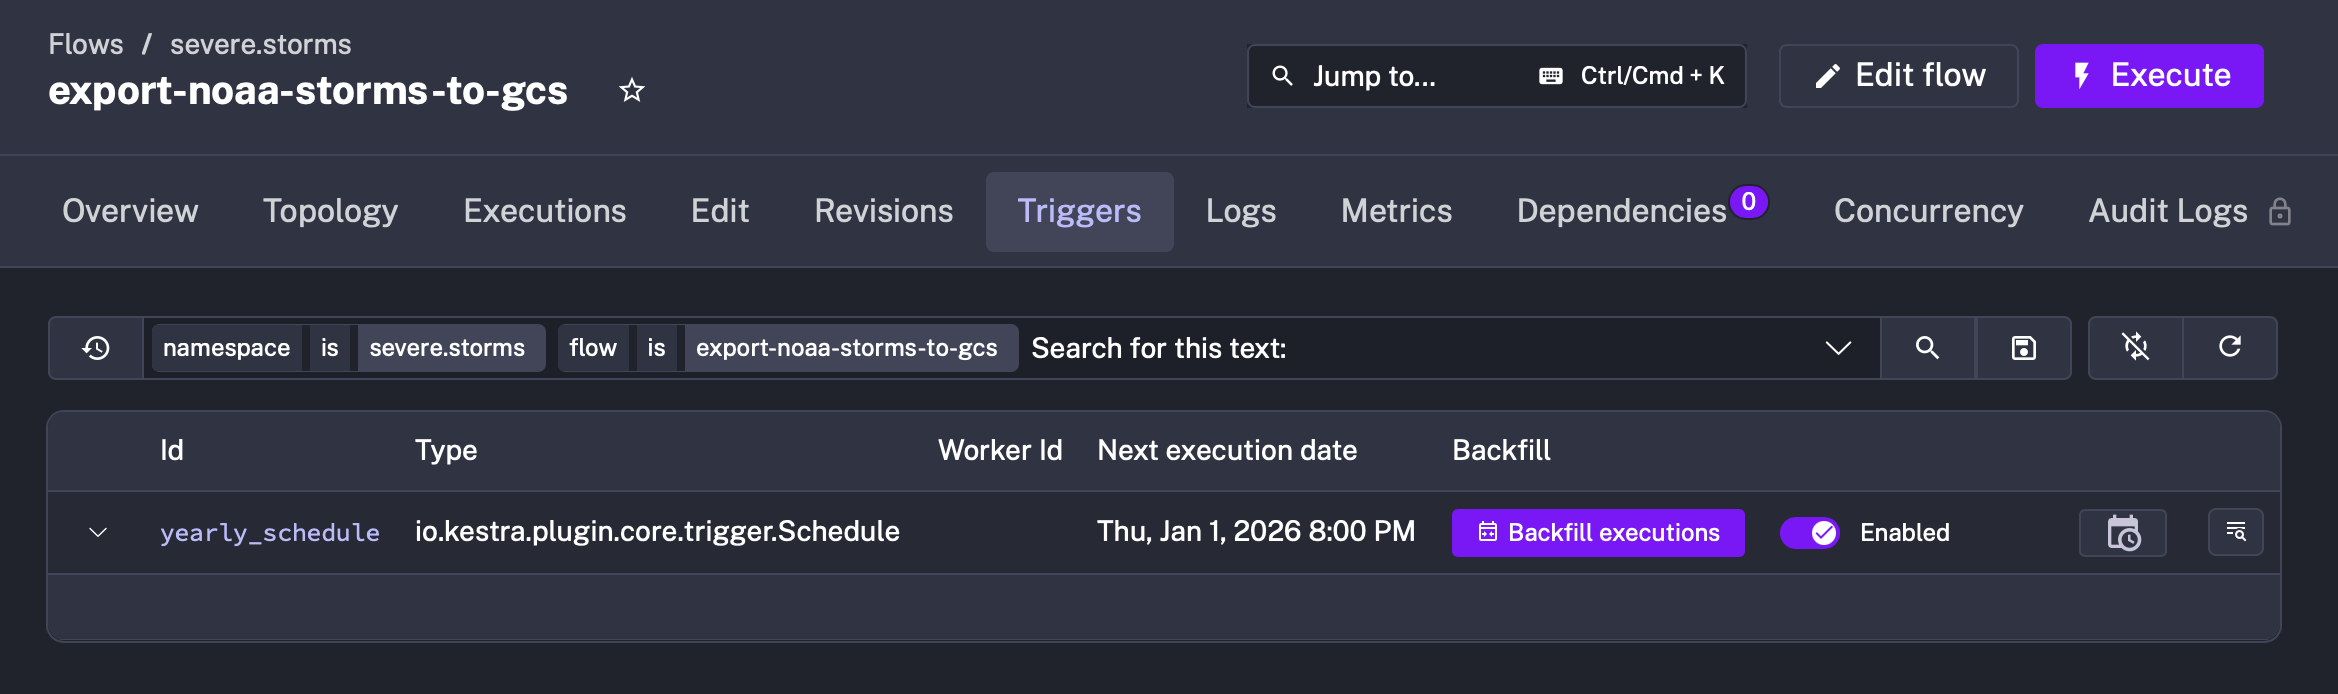 Flows / severe.storms
export-noaa-storms-to-gcs
Jump to... Ctrl/Cmd + K
Edit flow
Execute
Overview Topology Executions Edit Revisions Triggers Logs Metrics Dependencies 0 Concurrency Audit Logs
namespace is severe.storms flow is export-noaa-storms-to-gcs Search for this text:
Id Type Worker Id Next execution date Backfill
yearly_schedule io.kestra.plugin.core.trigger.Schedule Thu, Jan 1, 2026 8:00 PM Backfill executions Enabled